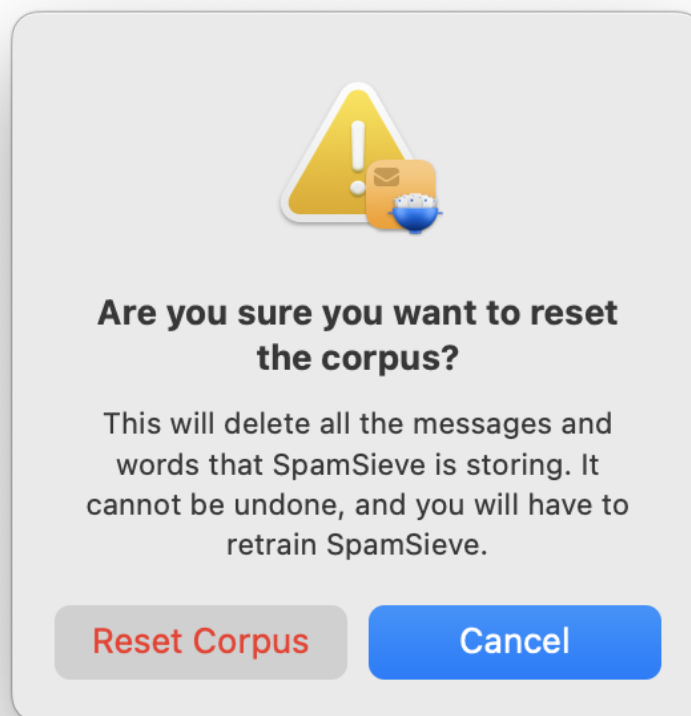 Are you sure you want to reset
the corpus?
This will delete all the messages and
words that SpamSieve is storing. It
cannot be undone, and you will have to
retrain SpamSieve.
Reset Corpus
Cancel